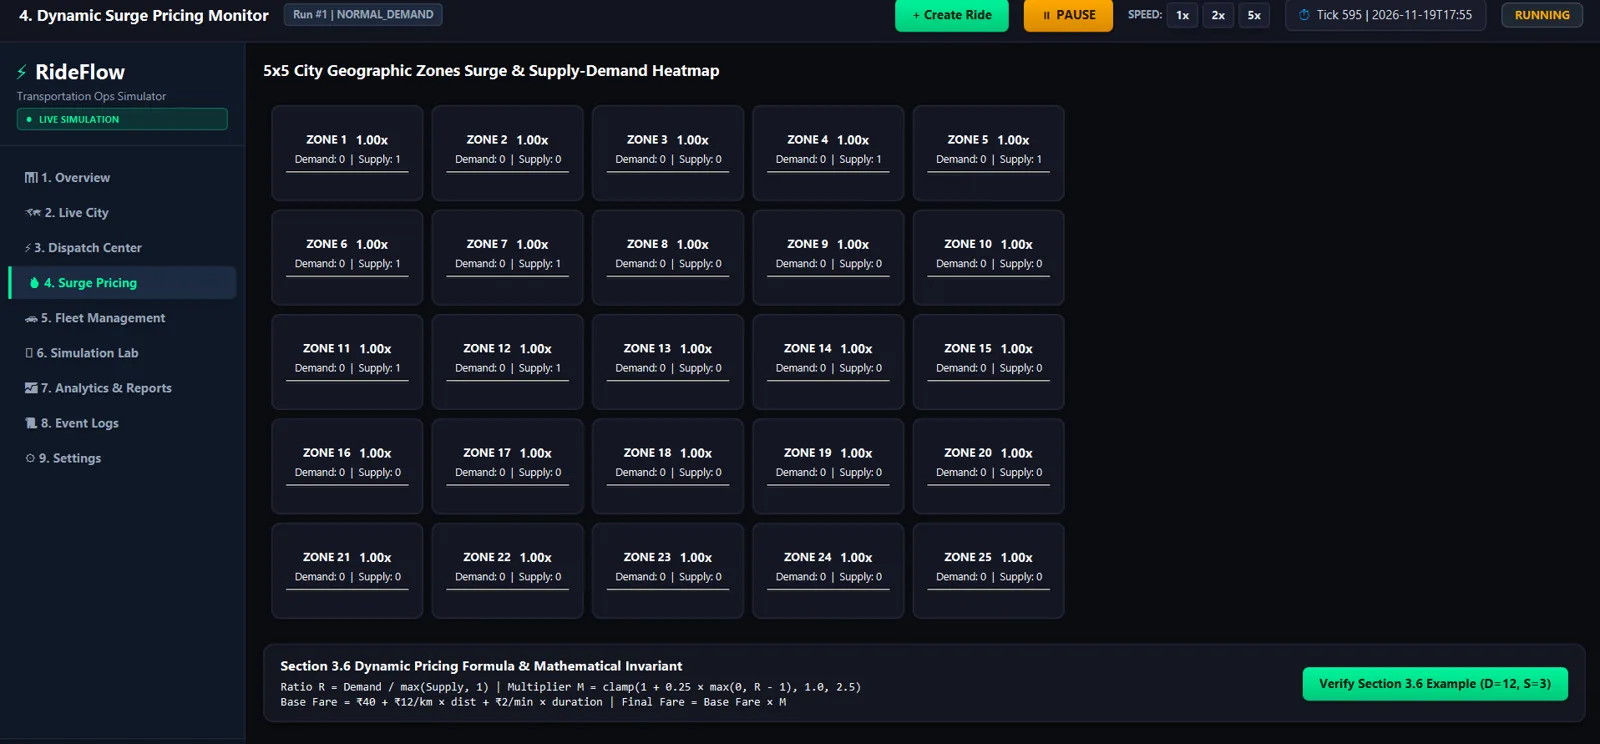 4. Dynamic Surge Pricing Monitor
Run #1 | NORMAL_DEMAND
+ Create Ride
⏸ PAUSE
SPEED:
1x
2x
5x
Tick 595 | 2026-11-19T17:55
RUNNING
⚡ RideFlow
Transportation Ops Simulator
● LIVE SIMULATION
1. Overview
2. Live City
⚡ 3. Dispatch Center
4. Surge Pricing
5. Fleet Management
6. Simulation Lab
7. Analytics & Reports
8. Event Logs
9. Settings
5x5 City Geographic Zones Surge & Supply-Demand Heatmap
ZONE 1 1.00x
Demand: 0 | Supply: 1
ZONE 2 1.00x
Demand: 0 | Supply: 0
ZONE 3 1.00x
Demand: 0 | Supply: 0
ZONE 4 1.00x
Demand: 0 | Supply: 1
ZONE 5 1.00x
Demand: 0 | Supply: 1
ZONE 6 1.00x
Demand: 0 | Supply: 1
ZONE 7 1.00x
Demand: 0 | Supply: 1
ZONE 8 1.00x
Demand: 0 | Supply: 0
ZONE 9 1.00x
Demand: 0 | Supply: 0
ZONE 10 1.00x
Demand: 0 | Supply: 0
ZONE 11 1.00x
Demand: 0 | Supply: 1
ZONE 12 1.00x
Demand: 0 | Supply: 1
ZONE 13 1.00x
Demand: 0 | Supply: 0
ZONE 14 1.00x
Demand: 0 | Supply: 0
ZONE 15 1.00x
Demand: 0 | Supply: 0
ZONE 16 1.00x
Demand: 0 | Supply: 0
ZONE 17 1.00x
Demand: 0 | Supply: 0
ZONE 18 1.00x
Demand: 0 | Supply: 0
ZONE 19 1.00x
Demand: 0 | Supply: 0
ZONE 20 1.00x
Demand: 0 | Supply: 0
ZONE 21 1.00x
Demand: 0 | Supply: 0
ZONE 22 1.00x
Demand: 0 | Supply: 0
ZONE 23 1.00x
Demand: 0 | Supply: 0
ZONE 24 1.00x
Demand: 0 | Supply: 0
ZONE 25 1.00x
Demand: 0 | Supply: 0
Section 3.6 Dynamic Pricing Formula & Mathematical Invariant
Ratio R = Demand / max(Supply, 1) | Multiplier M = clamp(1 + 0.25 × max(0, R - 1), 1.0, 2.5)
Base Fare = ₹40 + ₹12/km × dist + ₹2/min × duration | Final Fare = Base Fare × M
Verify Section 3.6 Example (D=12, S=3)